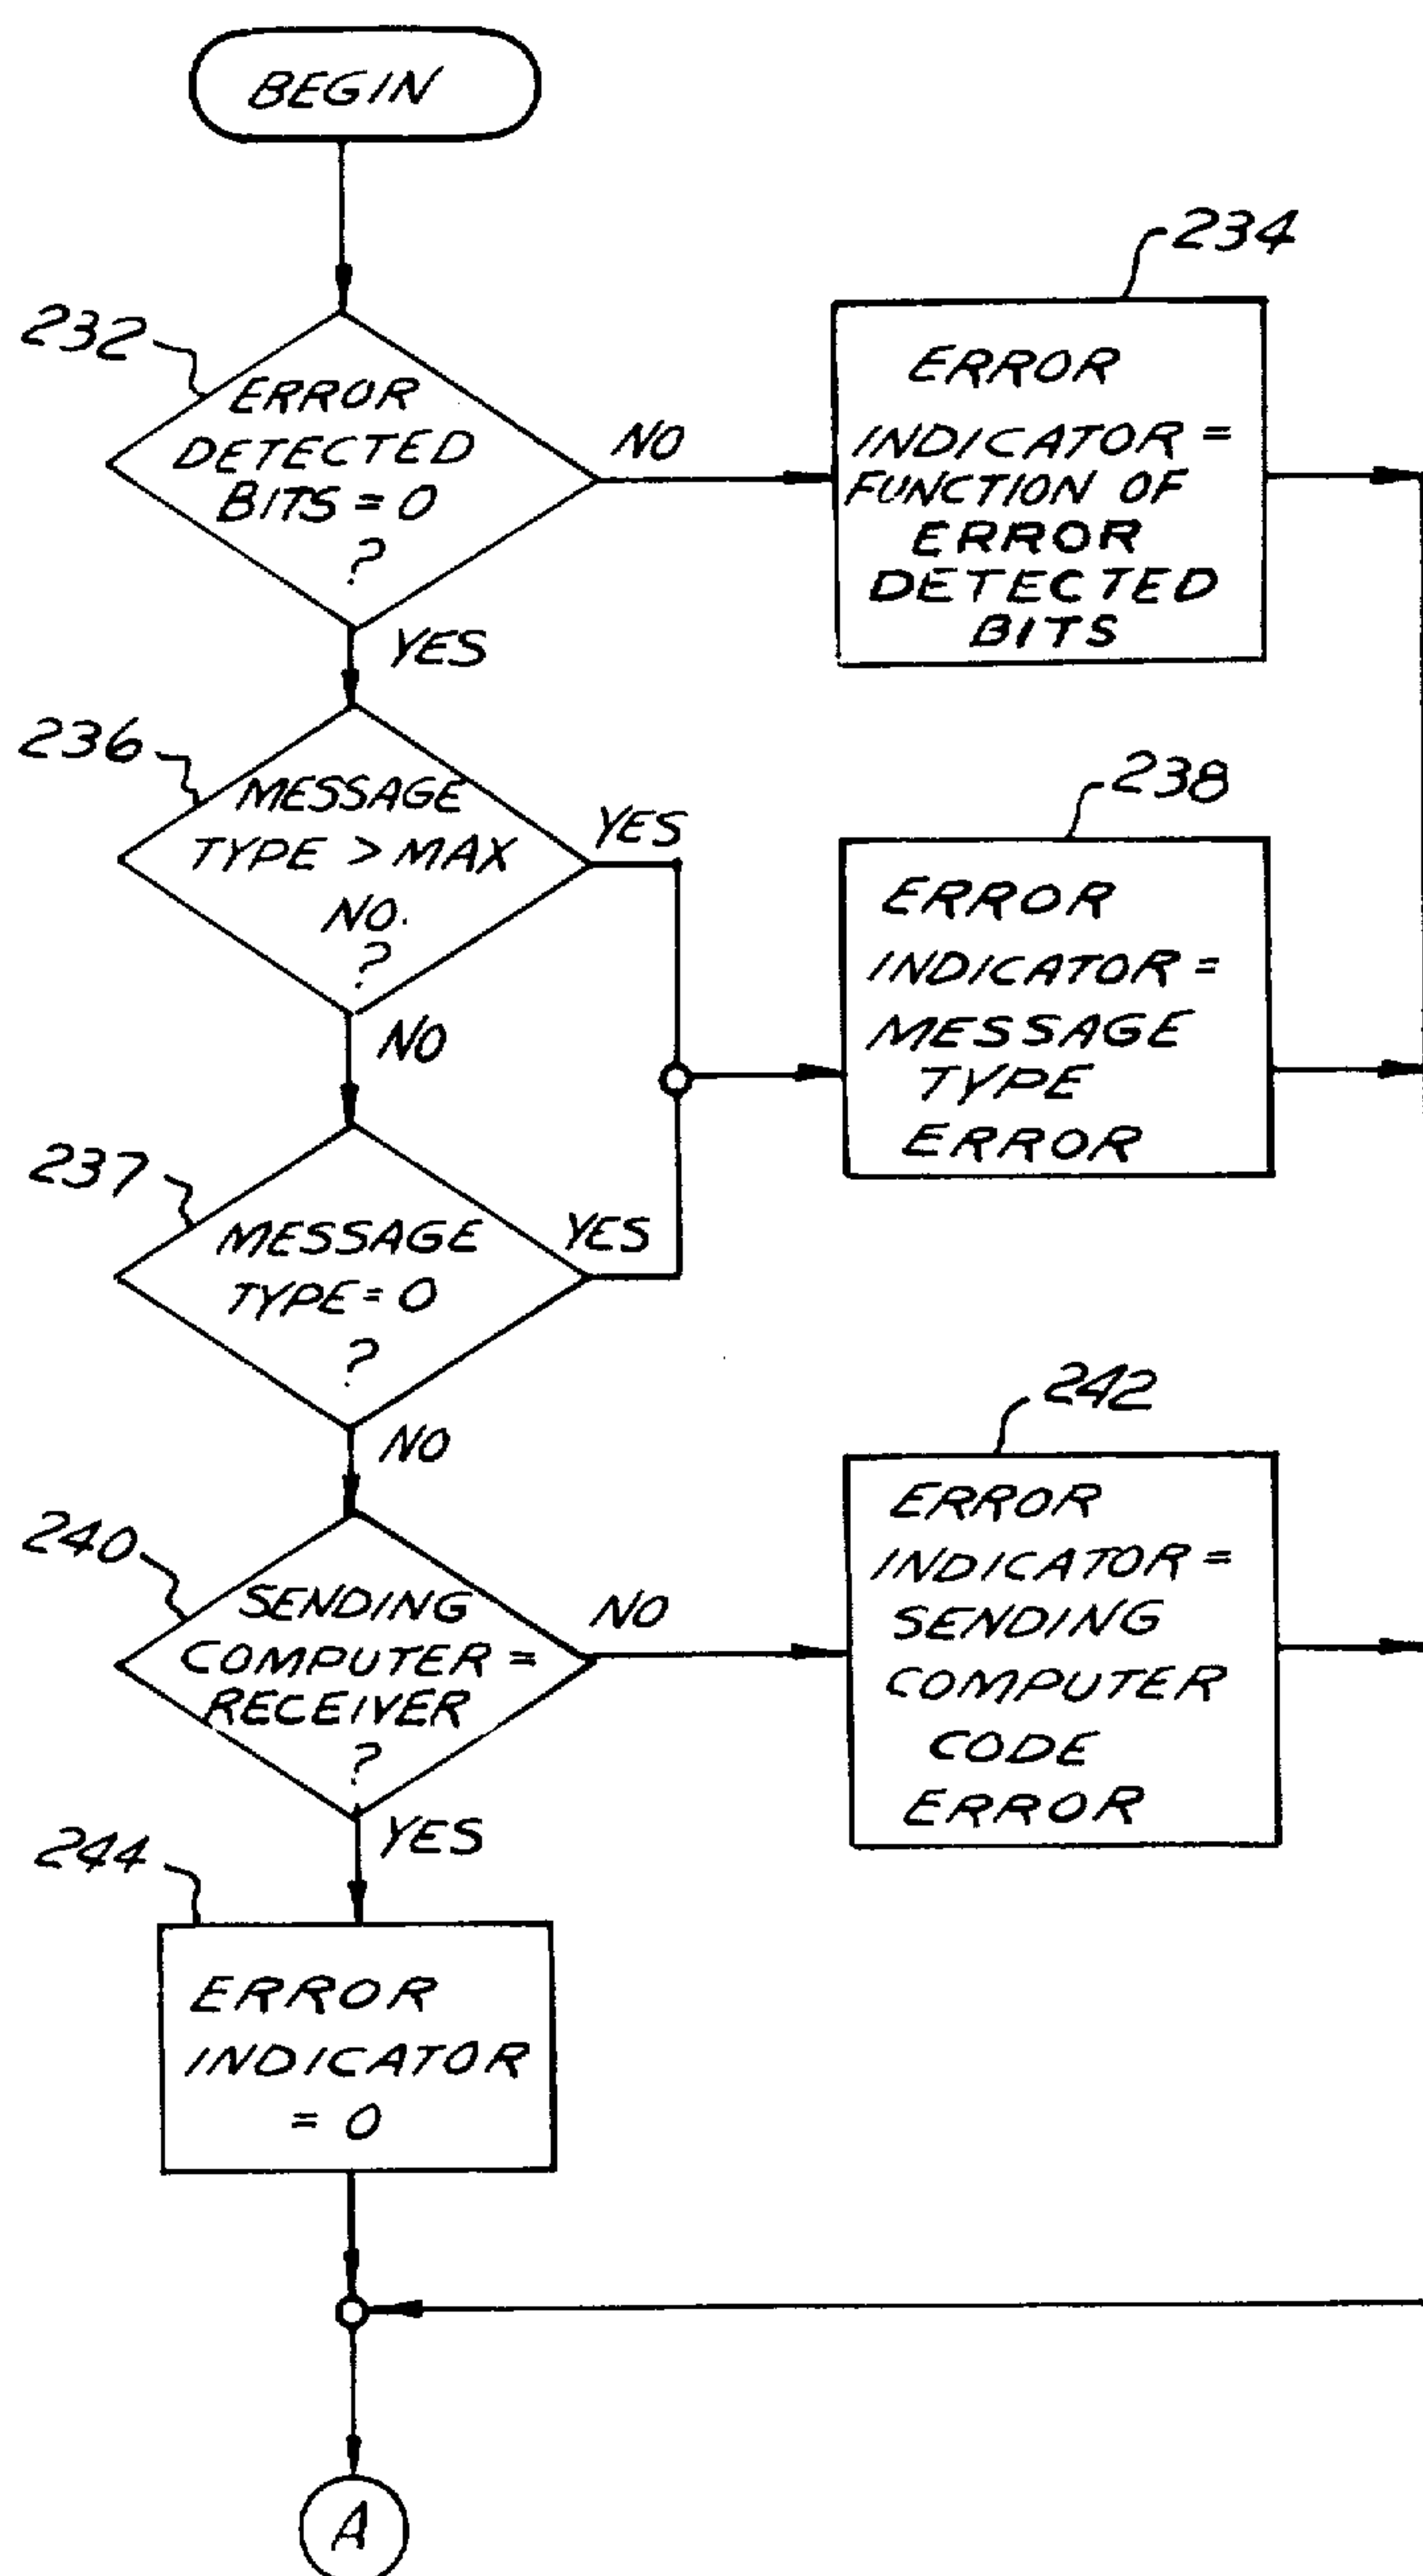 BEGIN
232
ERROR
DETECTED
BITS = 0
?
NO
YES
234
ERROR
INDICATOR =
FUNCTION OF
ERROR
DETECTED
BITS
236
MESSAGE
TYPE > MAX
NO.
?
YES
NO
238
ERROR
INDICATOR =
MESSAGE
TYPE
ERROR
237
MESSAGE
TYPE = 0
?
YES
NO
240
SENDING
COMPUTER =
RECEIVER
?
NO
YES
242
ERROR
INDICATOR =
SENDING
COMPUTER
CODE
ERROR
244
ERROR
INDICATOR
= 0
A